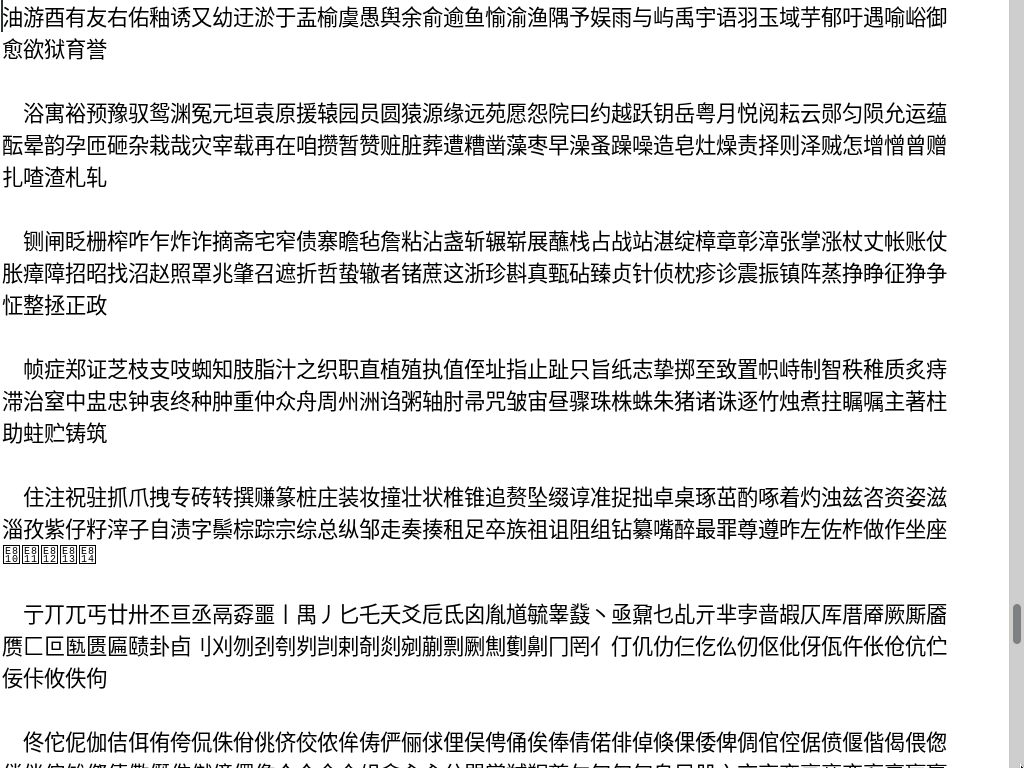 油游酉有友右佑釉诱又幼迂淤于盂榆虞愚舆余俞逾鱼愉渝渔隅予娱雨与屿禹宇语羽玉域芋郁吁遇喻峪御
愈欲狱育誉
浴寓裕预豫驭鸳渊冤元垣袁原援辕园员圆猿源缘远苑愿怨院曰约越跃钥岳粤月悦阅耘云郧匀陨允运蕴
酝晕韵孕匝砸杂栽哉灾宰载再在咱攒暂赞赃脏葬遭糟凿藻枣早澡蚤躁噪造皂灶燥责择则泽贼怎增憎曾赠
扎喳渣札轧
铡闸眨栅榨咋乍炸诈摘斋宅窄债寨瞻毡詹粘沾盏斩辗崭展蘸栈占战站湛绽樟章彰漳张掌涨杖丈帐账仗
胀瘴障招昭找沼赵照罩兆肇召遮折哲蛰辙者锗蔗这浙珍斟真甄砧臻贞针侦枕疹诊震振镇阵蒸挣睁征狰争
怔整拯正政
帧症郑证芝枝支吱蜘知肢脂汁之织职直植殖执值侄址指止趾只旨纸志挚掷至致置帜峙制智秩稚质炙痔
滞治窒中盅忠钟衷终种肿重仲众舟周州洲诌粥轴肘帚咒皱宙昼骤珠株蛛朱猪诸诛逐竹烛煮拄瞩嘱主著柱
助蛀贮铸筑
住注祝驻抓爪拽专砖转撰赚篆桩庄装妆撞壮状椎锥追赘坠缀谆准捉拙卓桌琢茁酌啄着灼浊兹咨资姿滋
淄孜紫仔籽滓子自渍字鬃棕踪宗综总纵邹走奏揍租足卒族祖诅阻组钻纂嘴醉最罪尊遵昨左佐柞做作坐座
亍丌兀丐廿卅丕亘丞鬲孬噩丨禺丿匕乇夭爻卮氐囟胤馗毓睾鼗丶亟鼐乜乩亓芈孛啬嘏仄厍厝厣厥厮靥
赝匚叵匦匮匾赜卦卣刂刈刎刭刳刿剀剌剞剡剜蒯剽劂劁劐劓冂罔亻仃仉仂仨仡仫仞伛仳伢佤仵伥伧伉伫
佞佧攸佚佝
佟佗伲伽佶佴侑侉侃侏佾佻侪佼侬侔俦俨俪俅俚俣俜俑俟俸倩偌俳倬倏倮倭俾倜倌倥倨偾偃偕偈偎偬